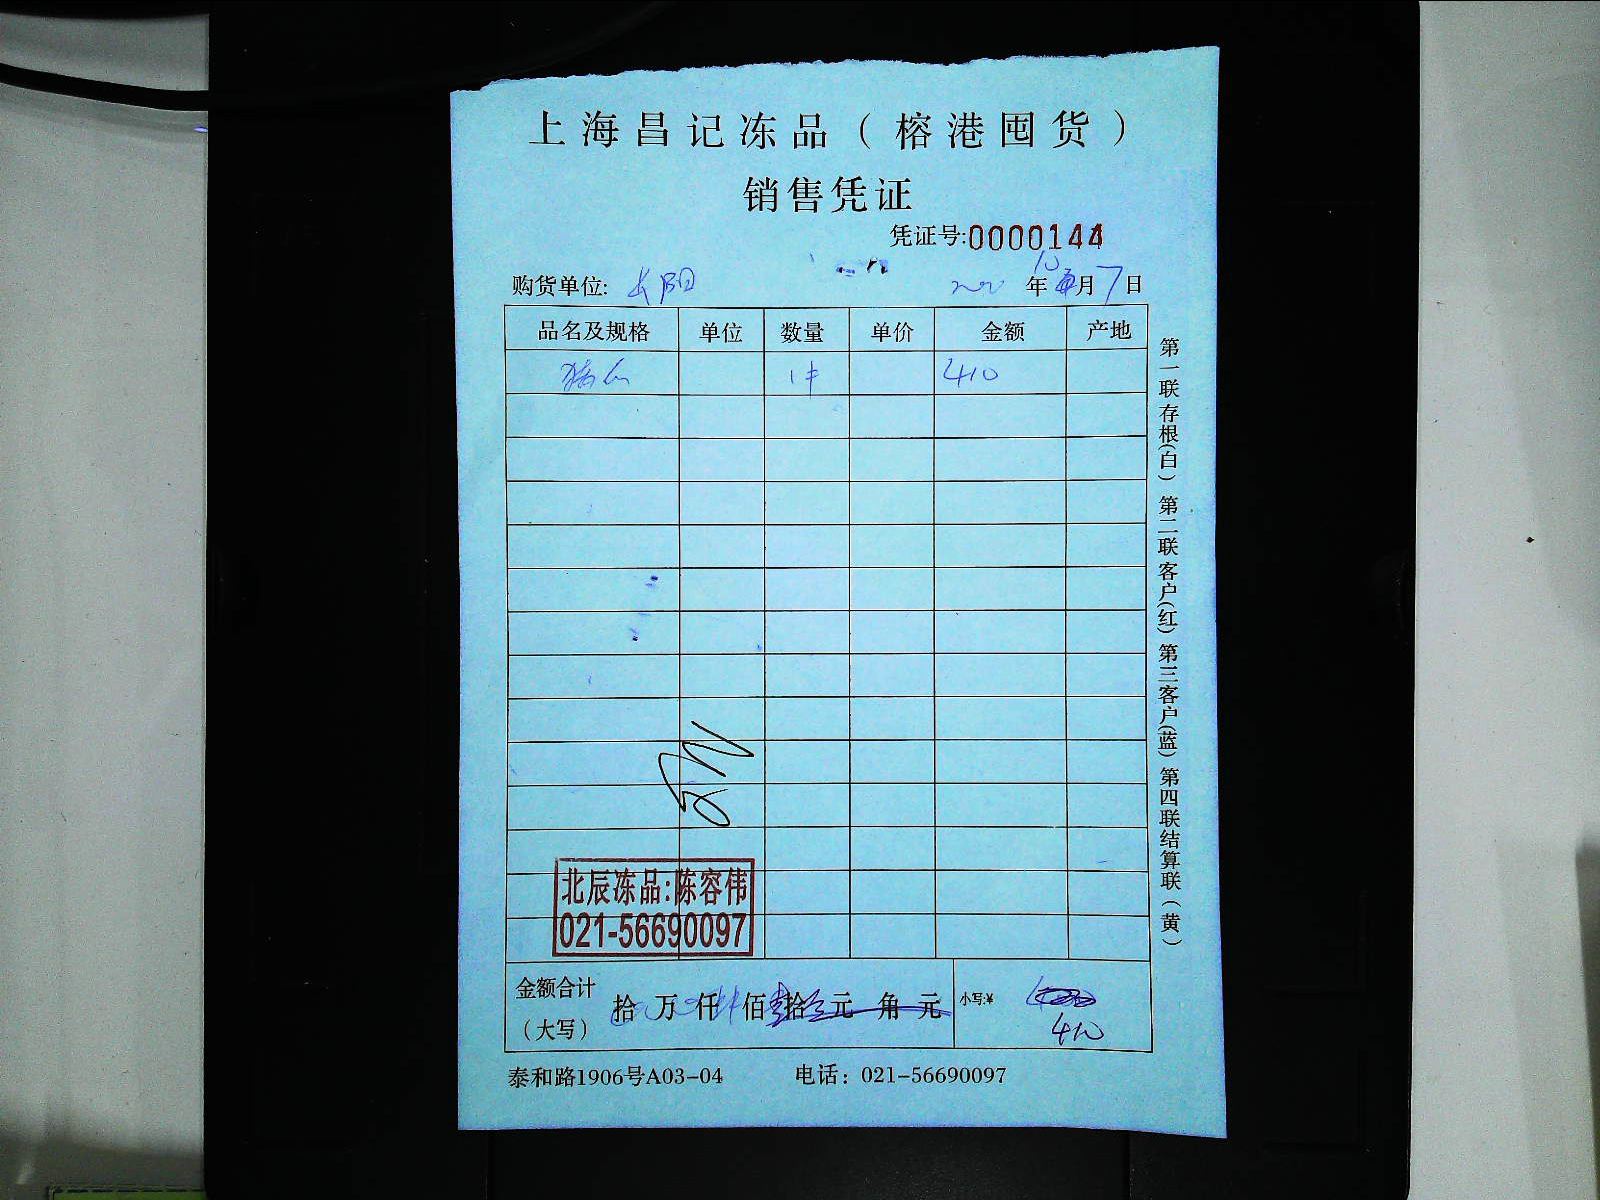 上海昌记冻品（榕港囤货）
销售凭证
凭证号:0000144
购货单位: 长阳 年 10 月 7 日
品名及规格 单位 数量 单价 金额 产地
1件 410
北辰冻品:陈容伟
021-56690097
金额合计
（大写）
拾 万 仟 佰 拾 元 角 元
小写:¥
410
泰和路1906号A03-04 电话：021-56690097
第一联存根(白) 第二联客户(红) 第三客户(蓝) 第四联结算联(黄)